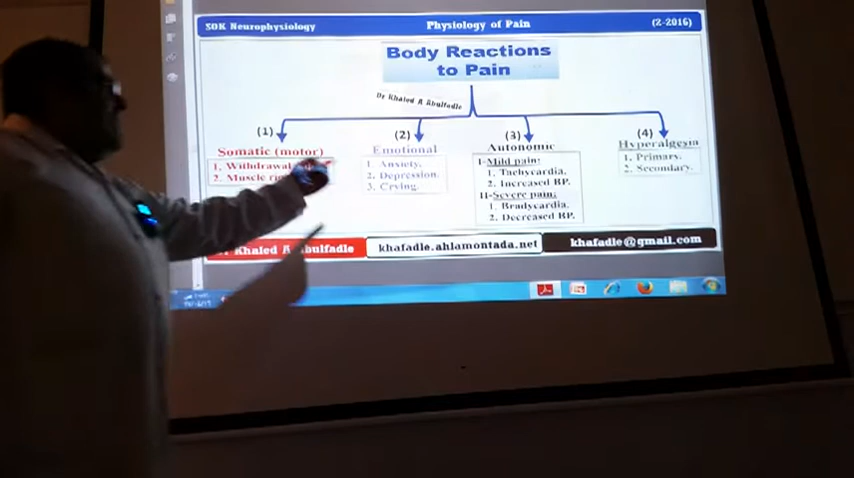 SOK Neurophysiology
Physiology of Pain
(2-2016)
Body Reactions
to Pain
Dr Khaled A Abulfadle
(1)
Somatic (motor)
1. Withdrawal
2. Muscle
(2)
Emotional
1. Anxiety.
2. Depression.
3. Crying.
(3)
Autonomic
I-Mild pain:
1. Tachycardia.
2. Increased BP.
II-Severe pain:
1. Bradycardia.
2. Decreased BP.
(4)
Hyperalgesia
1. Primary.
2. Secondary.
Dr Khaled A Abulfadle
khafadle.ahlamontada.net
khafadle@gmail.com